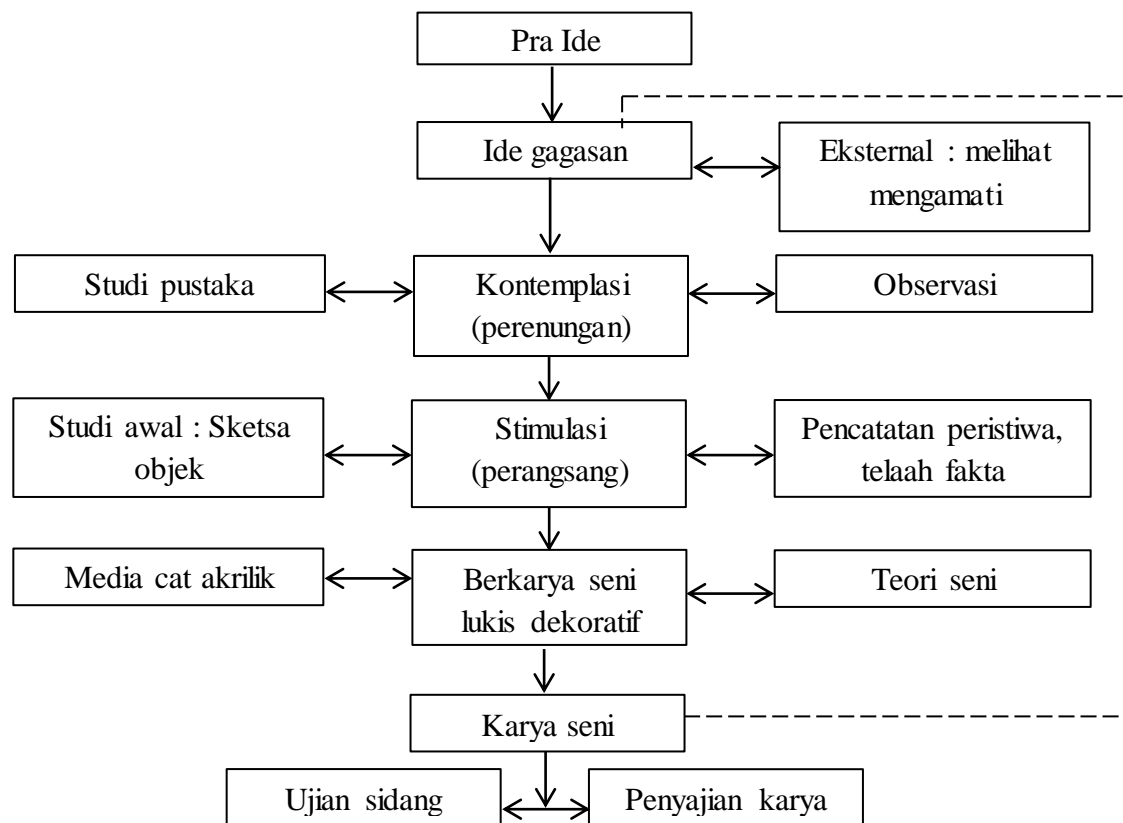 Pra Ide
Ide gagasan
Eksternal : melihat
mengamati
Studi pustaka
Kontemplasi
(perenungan)
Observasi
Studi awal : Sketsa
objek
Stimulasi
(perangsang)
Pencatatan peristiwa,
telaah fakta
Media cat akrilik
Berkarya seni
lukis dekoratif
Teori seni
Karya seni
Ujian sidang
Penyajian karya